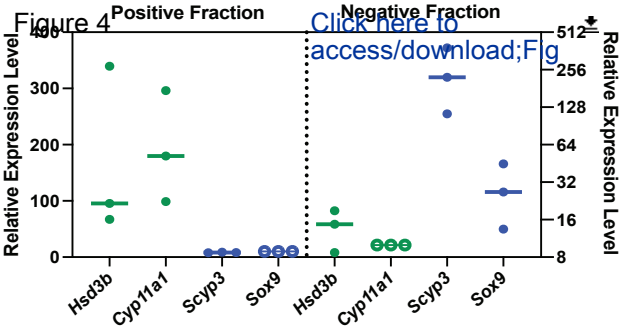 Figure 4
Click here to
access/download;Fig
Positive Fraction
Negative Fraction
Relative Expression Level
400
300
200
100
0
512
256
128
64
32
16
8
Relative Expression Level
Hsd3b
Cyp11a1
Scyp3
Sox9
Hsd3b
Cyp11a1
Scyp3
Sox9